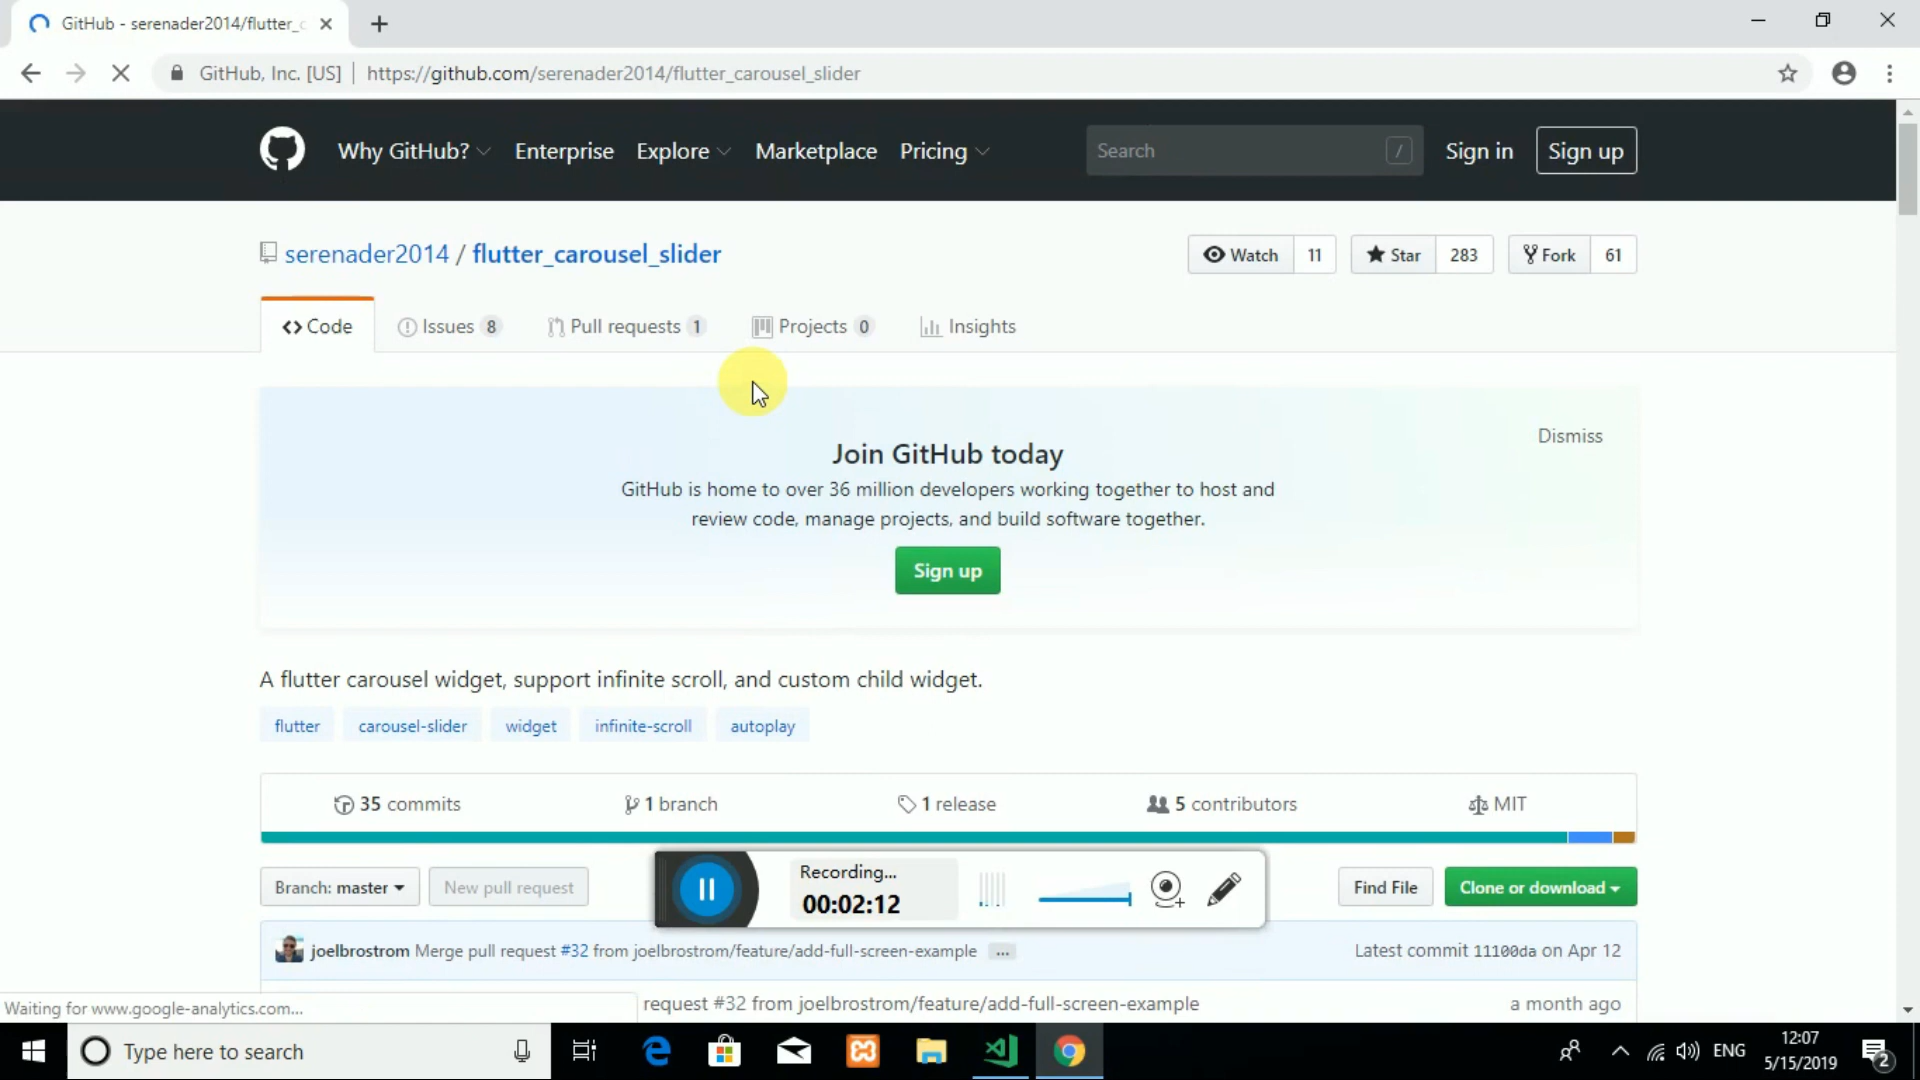 GitHub - serenader2014/flutter_c
GitHub, Inc. [US] | https://github.com/serenader2014/flutter_carousel_slider
Why GitHub? Enterprise Explore Marketplace Pricing Search / Sign in Sign up
serenader2014 / flutter_carousel_slider Watch 11 Star 283 Fork 61
Code Issues 8 Pull requests 1 Projects 0 Insights
Dismiss
Join GitHub today
GitHub is home to over 36 million developers working together to host and
review code, manage projects, and build software together.
Sign up
A flutter carousel widget, support infinite scroll, and custom child widget.
flutter carousel-slider widget infinite-scroll autoplay
35 commits 1 branch 1 release 5 contributors MIT
Branch: master New pull request Find File Clone or download
Recording...
00:02:12
joelbrostrom Merge pull request #32 from joelbrostrom/feature/add-full-screen-example ... Latest commit 11100da on Apr 12
request #32 from joelbrostrom/feature/add-full-screen-example a month ago
Waiting for www.google-analytics.com...
Type here to search
ENG
12:07
5/15/2019
2